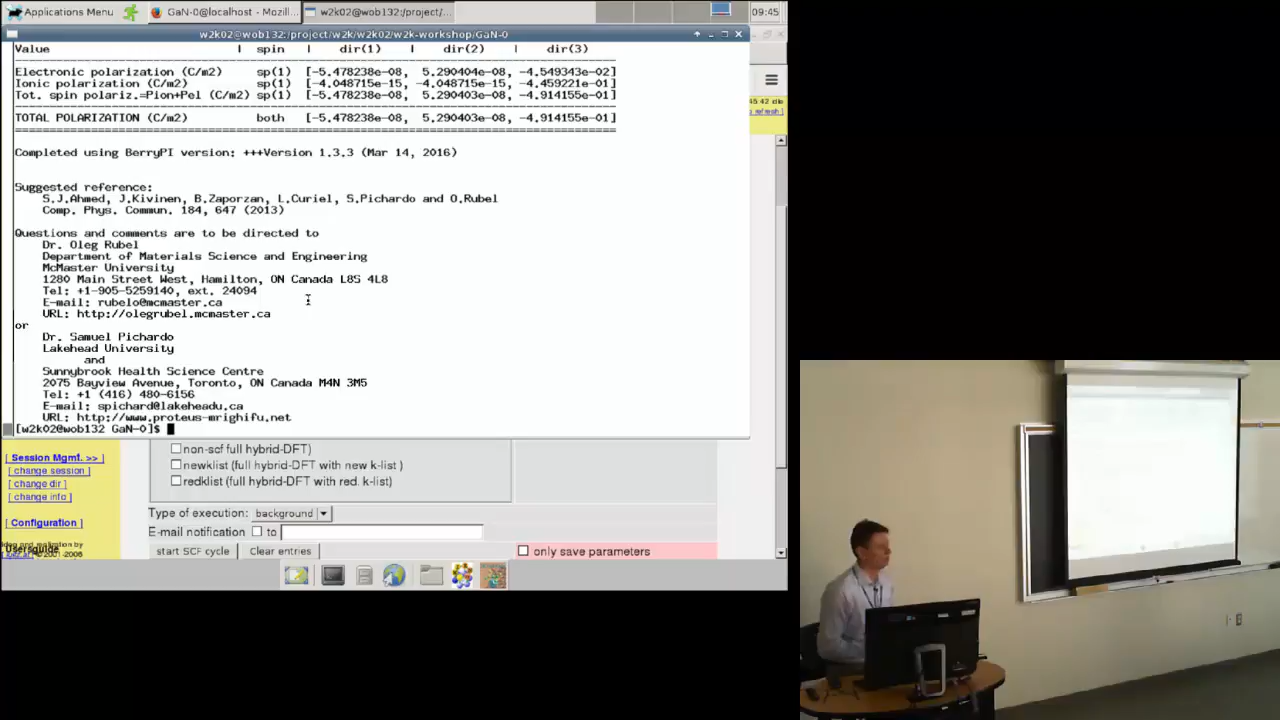 Applications Menu
GaN-0@localhost - Mozill...
w2k02@wob132:/project/...
09:45
w2k02@wob132:/project/w2k/w2k02/w2k-workshop/GaN-0
Value | spin | dir(1) | dir(2) | dir(3)
Electronic polarization (C/m2) sp(1) [-5.478238e-08, 5.290404e-08, -4.549343e-02]
Ionic polarization (C/m2) sp(1) [-4.048715e-15, -4.048715e-15, -4.459221e-01]
Tot. spin polariz.=Pion+Pel (C/m2) sp(1) [-5.478238e-08, 5.290403e-08, -4.914155e-01]
TOTAL POLARIZATION (C/m2) both [-5.478238e-08, 5.290403e-08, -4.914155e-01]
Completed using BerryPI version: +++Version 1.3.3 (Mar 14, 2016)
Suggested reference:
S.J.Ahmed, J.Kivinen, B.Zaporzan, L.Curiel, S.Pichardo and O.Rubel
Comp. Phys. Commun. 184, 647 (2013)
Questions and comments are to be directed to
Dr. Oleg Rubel
Department of Materials Science and Engineering
McMaster University
1280 Main Street West, Hamilton, ON Canada L8S 4L8
Tel: +1-905-5259140, ext. 24094
E-mail: rubelo@mcmaster.ca
URL: http://olegrubel.mcmaster.ca
or
Dr. Samuel Pichardo
Lakehead University
and
Sunnybrook Health Science Centre
2075 Bayview Avenue, Toronto, ON Canada M4N 3M5
Tel: +1 (416) 480-6156
E-mail: spichard@lakeheadu.ca
URL: http://www.proteus-mrighifu.net
[w2k02@wob132 GaN-0]$
45:42 idle
refresh ]
[ Session Mgmt. >> ]
[ change session ]
[ change dir ]
[ change info ]
[ Configuration ]
Usersguide
non-scf full hybrid-DFT)
newklist (full hybrid-DFT with new k-list )
redklist (full hybrid-DFT with red. k-list)
Type of execution: background
E-mail notification to
start SCF cycle Clear entries only save parameters